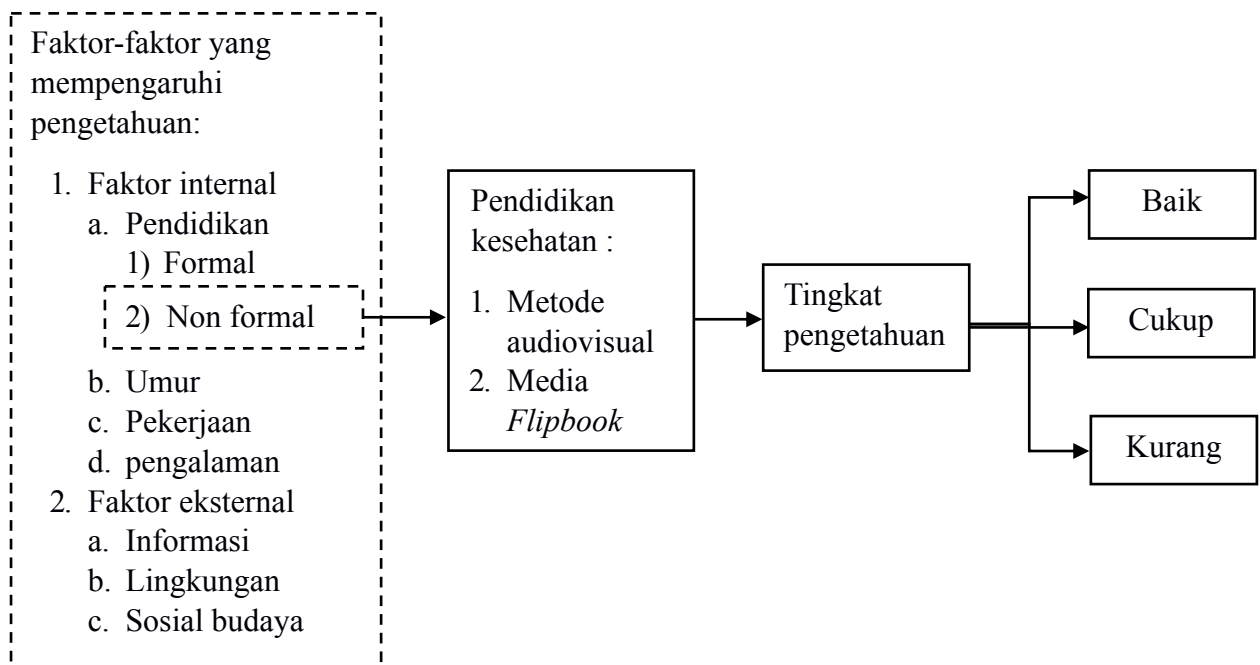 Faktor-faktor yang
mempengaruhi
pengetahuan:
1. Faktor internal
a. Pendidikan
1) Formal
2) Non formal
b. Umur
c. Pekerjaan
d. pengalaman
2. Faktor eksternal
a. Informasi
b. Lingkungan
c. Sosial budaya
Pendidikan
kesehatan :
1. Metode
audiovisual
2. Media
Flipbook
Tingkat
pengetahuan
Baik
Cukup
Kurang